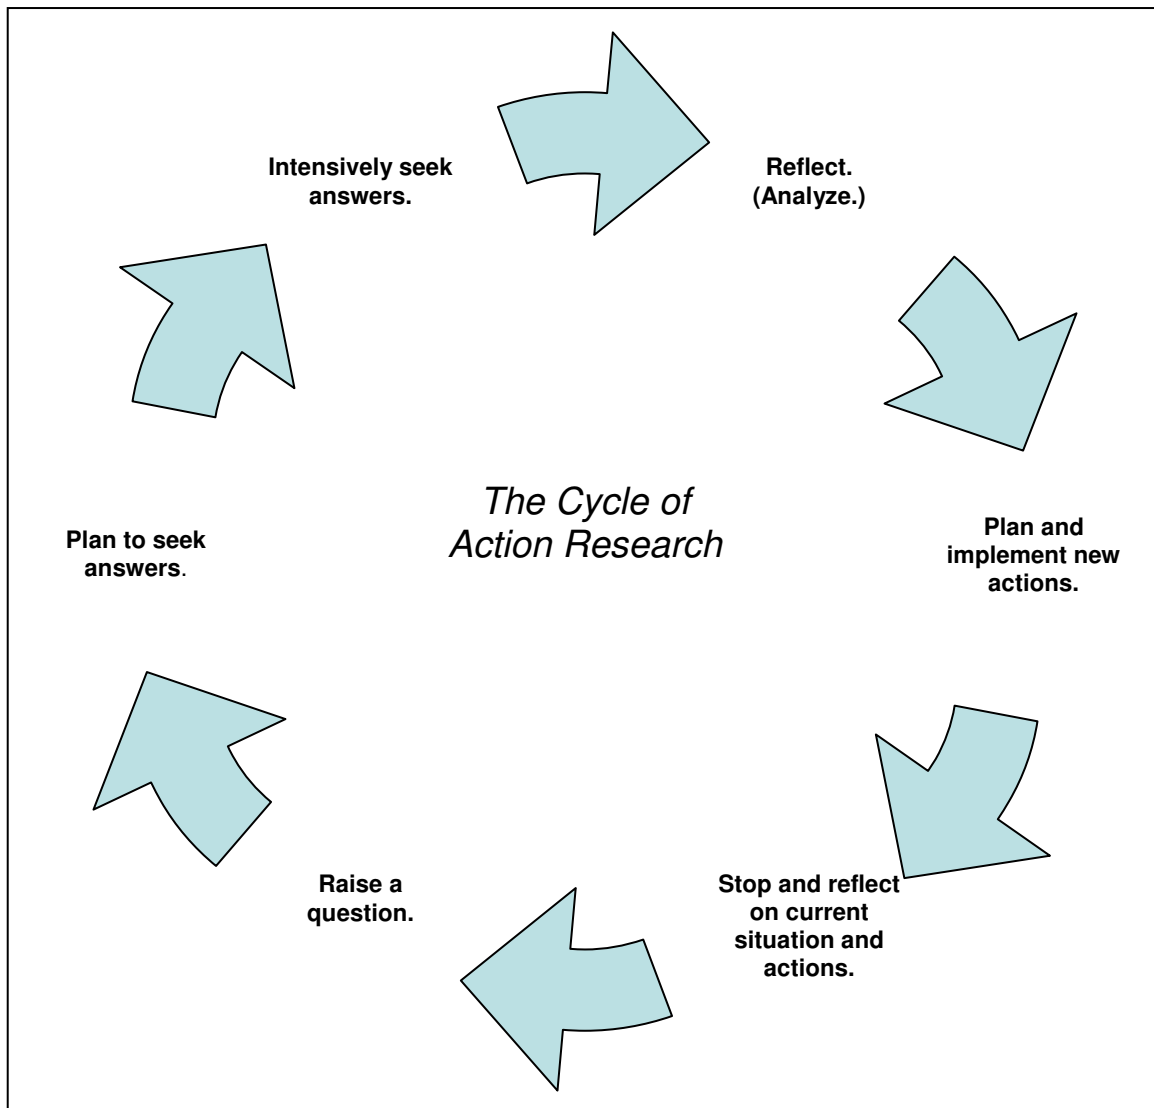 Intensively seek
answers.
Reflect.
(Analyze.)
The Cycle of
Action Research
Plan to seek
answers.
Plan and
implement new
actions.
Raise a
question.
Stop and reflect
on current
situation and
actions.